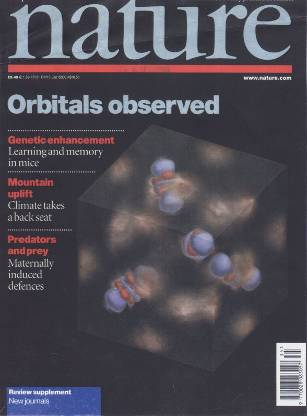 nature
www.nature.com
Orbitals observed
Genetic enhancement
Learning and memory
in mice
Mountain
uplift
Climate takes
a back seat
Predators
and prey
Maternally
induced
defences
Review supplement
New journals